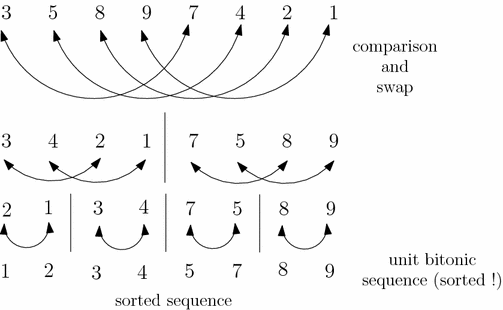 3 5 8 9 7 4 2 1
comparison
and
swap
3 4 2 1 7 5 8 9
2 1 3 4 7 5 8 9
1 2 3 4 5 7 8 9
unit bitonic
sequence (sorted !)
sorted sequence